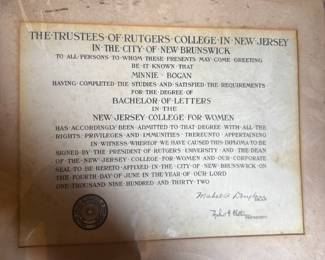 THE·TRUSTEES·OF·RUTGERS·COLLEGE·IN·NEW·JERSEY
IN·THE·CITY·OF·NEW·BRUNSWICK
TO·ALL·PERSONS·TO·WHOM·THESE·PRESENTS·MAY·COME·GREETING
BE·IT·KNOWN·THAT
MINNIE·BOGAN
HAVING·COMPLETED·THE·STUDIES·AND·SATISFIED·THE·REQUIREMENTS
FOR·THE·DEGREE·OF
BACHELOR·OF·LETTERS
IN·THE
NEW·JERSEY·COLLEGE·FOR·WOMEN
HAS·ACCORDINGLY·BEEN·ADMITTED·TO·THAT·DEGREE·WITH·ALL·THE
RIGHTS·PRIVILEGES·AND·IMMUNITIES·THEREUNTO·APPERTAINING
IN·WITNESS·WHEREOF·WE·HAVE·CAUSED·THIS·DIPLOMA·TO·BE
SIGNED·BY·THE·PRESIDENT·OF·RUTGERS·UNIVERSITY·AND·THE·DEAN
OF·THE·NEW·JERSEY·COLLEGE·FOR·WOMEN·AND·OUR·CORPORATE
SEAL·TO·BE·HERETO·AFFIXED·IN·THE·CITY·OF·NEW·BRUNSWICK·ON
THE·FOURTH·DAY·OF·JUNE·IN·THE·YEAR·OF·OUR·LORD
ONE·THOUSAND·NINE·HUNDRED·AND·THIRTY·TWO
Mabel
DEAN
PRESIDENT